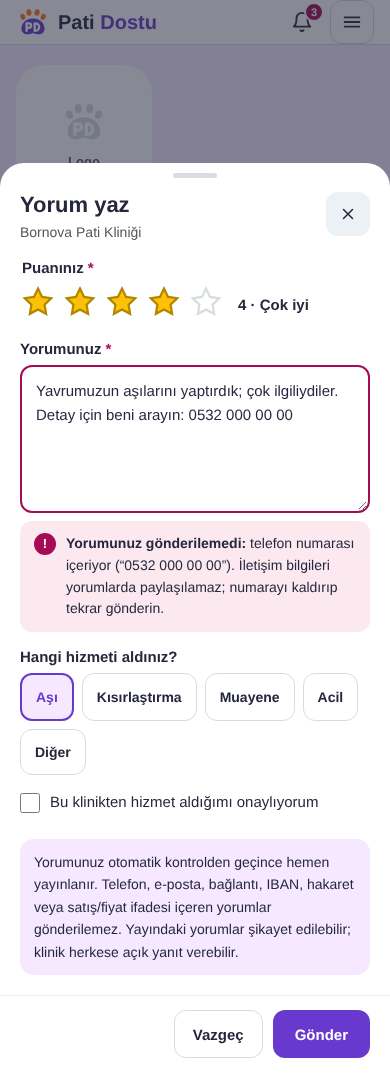 PD
Pati Dostu
3
PD
Logo
Yorum yaz
Bornova Pati Kliniği
Puanınız *
4 · Çok iyi
Yorumunuz *
Yavrumuzun aşılarını yaptırdık; çok ilgiliydiler.
Detay için beni arayın: 0532 000 00 00
!
Yorumunuz gönderilemedi: telefon numarası
içeriyor (“0532 000 00 00”). İletişim bilgileri
yorumlarda paylaşılamaz; numarayı kaldırıp
tekrar gönderin.
Hangi hizmeti aldınız?
Aşı Kısırlaştırma Muayene Acil
Diğer
Bu klinikten hizmet aldığımı onaylıyorum
Yorumunuz otomatik kontrolden geçince hemen
yayınlanır. Telefon, e-posta, bağlantı, IBAN, hakaret
veya satış/fiyat ifadesi içeren yorumlar
gönderilemez. Yayındaki yorumlar şikayet edilebilir;
klinik herkese açık yanıt verebilir.
Vazgeç Gönder